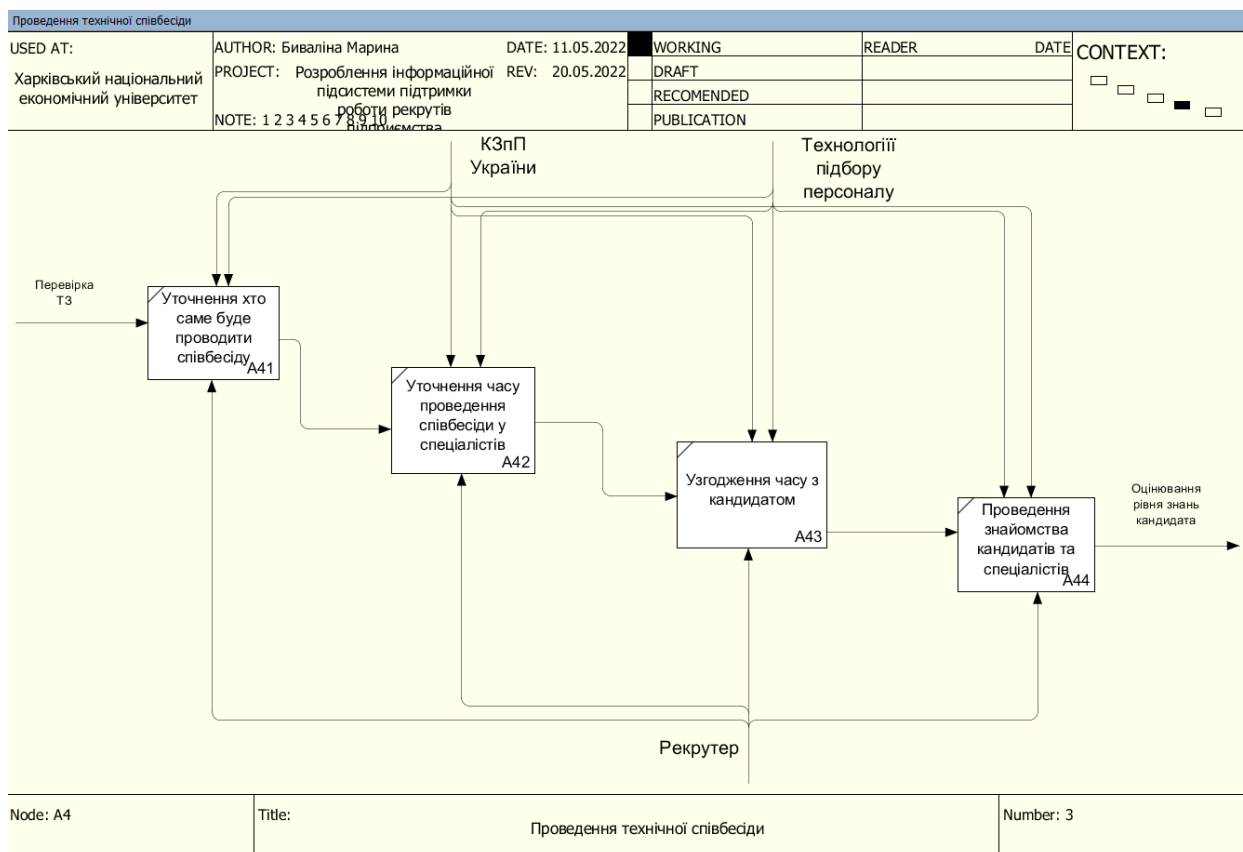 Проведення технічної співбесіди
USED AT:
Харківський національний
економічний університет
AUTHOR: Биваліна Марина
DATE: 11.05.2022
PROJECT: Розроблення інформаційної
підсистеми підтримки
роботи рекрутів
підприємства
REV: 20.05.2022
NOTE: 1 2 3 4 5 6 7 8 9 10
WORKING
DRAFT
RECOMENDED
PUBLICATION
READER
DATE
CONTEXT:
КЗпП
України
Технологіїї
підбору
персоналу
Перевірка
ТЗ
Уточнення хто
саме буде
проводити
співбесіду
A41
Уточнення часу
проведення
співбесіди у
спеціалістів
A42
Узгодження часу з
кандидатом
A43
Проведення
знайомства
кандидатів та
спеціалістів
A44
Оцінювання
рівня знань
кандидата
Рекрутер
Node: A4
Title:
Проведення технічної співбесіди
Number: 3